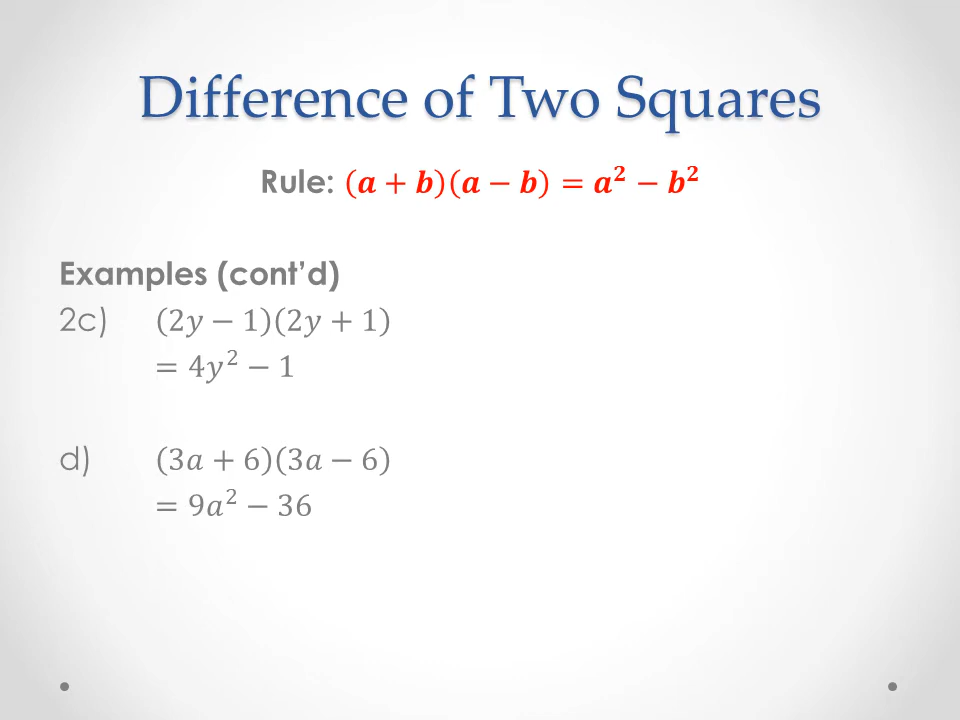 Difference of Two Squares
Rule: (a + b)(a − b) = a² − b²
Examples (cont’d)
2c) (2y − 1)(2y + 1)
= 4y² − 1
d) (3a + 6)(3a − 6)
= 9a² − 36